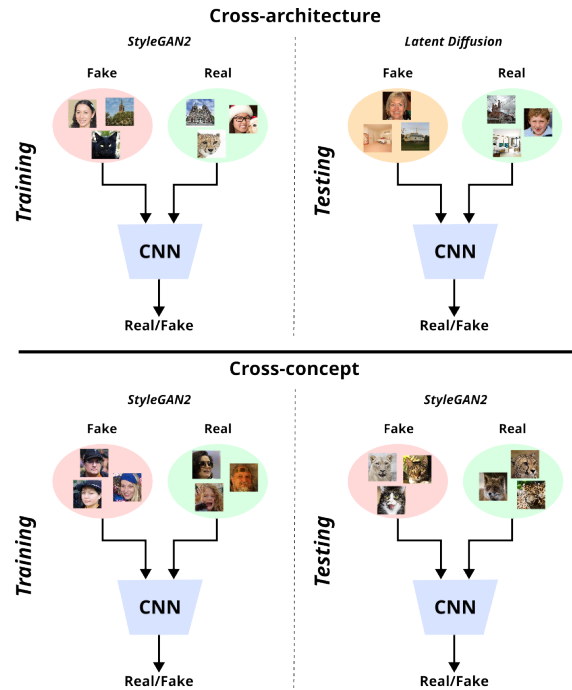 Cross-architecture
StyleGAN2
Latent Diffusion
Fake
Real
Fake
Real
Training
Testing
CNN
CNN
Real/Fake
Real/Fake
Cross-concept
StyleGAN2
StyleGAN2
Fake
Real
Fake
Real
Training
Testing
CNN
CNN
Real/Fake
Real/Fake